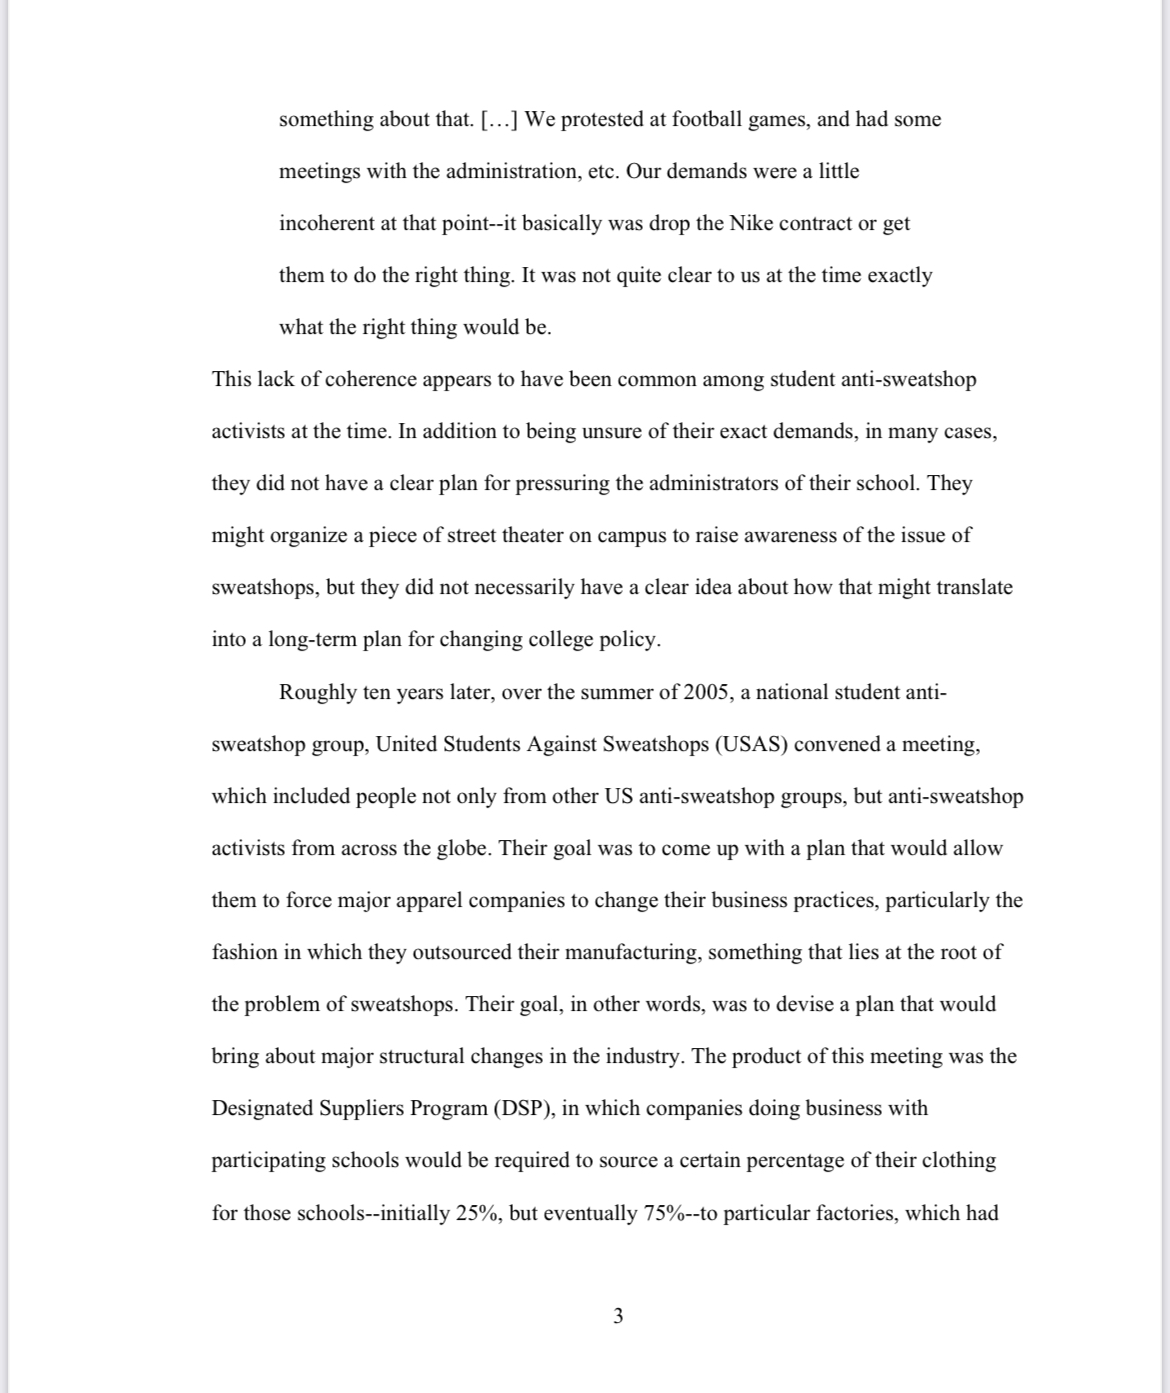 something about that. […] We protested at football games, and had some
meetings with the administration, etc. Our demands were a little
incoherent at that point--it basically was drop the Nike contract or get
them to do the right thing. It was not quite clear to us at the time exactly
what the right thing would be.
This lack of coherence appears to have been common among student anti-sweatshop
activists at the time. In addition to being unsure of their exact demands, in many cases,
they did not have a clear plan for pressuring the administrators of their school. They
might organize a piece of street theater on campus to raise awareness of the issue of
sweatshops, but they did not necessarily have a clear idea about how that might translate
into a long-term plan for changing college policy.
Roughly ten years later, over the summer of 2005, a national student anti-
sweatshop group, United Students Against Sweatshops (USAS) convened a meeting,
which included people not only from other US anti-sweatshop groups, but anti-sweatshop
activists from across the globe. Their goal was to come up with a plan that would allow
them to force major apparel companies to change their business practices, particularly the
fashion in which they outsourced their manufacturing, something that lies at the root of
the problem of sweatshops. Their goal, in other words, was to devise a plan that would
bring about major structural changes in the industry. The product of this meeting was the
Designated Suppliers Program (DSP), in which companies doing business with
participating schools would be required to source a certain percentage of their clothing
for those schools--initially 25%, but eventually 75%--to particular factories, which had
3